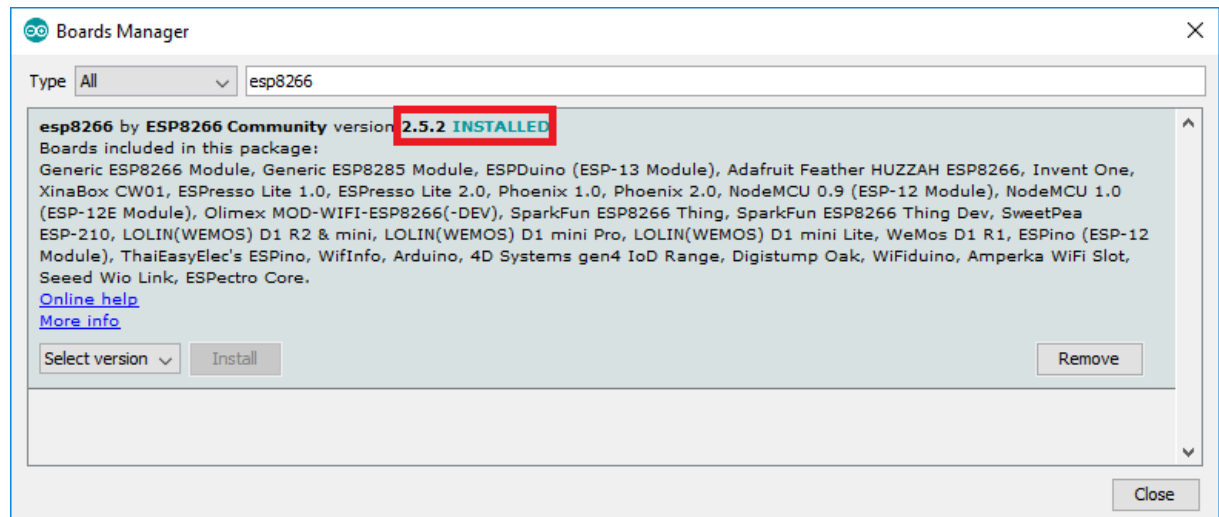 Boards Manager
Type All esp8266
esp8266 by ESP8266 Community version 2.5.2 INSTALLED
Boards included in this package:
Generic ESP8266 Module, Generic ESP8285 Module, ESPDuino (ESP-13 Module), Adafruit Feather HUZZAH ESP8266, Invent One,
XinaBox CW01, ESPresso Lite 1.0, ESPresso Lite 2.0, Phoenix 1.0, Phoenix 2.0, NodeMCU 0.9 (ESP-12 Module), NodeMCU 1.0
(ESP-12E Module), Olimex MOD-WIFI-ESP8266(-DEV), SparkFun ESP8266 Thing, SparkFun ESP8266 Thing Dev, SweetPea
ESP-210, LOLIN(WEMOS) D1 R2 & mini, LOLIN(WEMOS) D1 mini Pro, LOLIN(WEMOS) D1 mini Lite, WeMos D1 R1, ESPino (ESP-12
Module), ThaiEasyElec's ESPino, WifInfo, Arduino, 4D Systems gen4 IoD Range, Digistump Oak, WiFiduino, Amperka WiFi Slot,
Seeed Wio Link, ESPectro Core.
Online help
More info
Select version Install Remove
Close